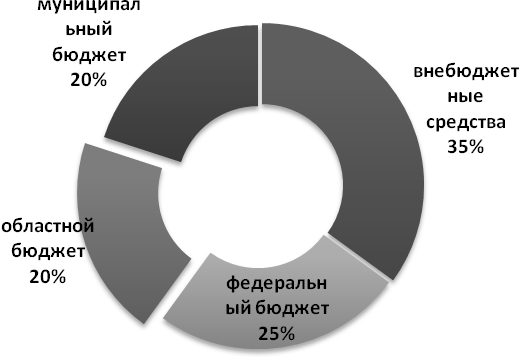 муниципал
ьный
бюджет
20%
внебюджет
ные
средства
35%
областной
бюджет
20%
федеральн
ый бюджет
25%